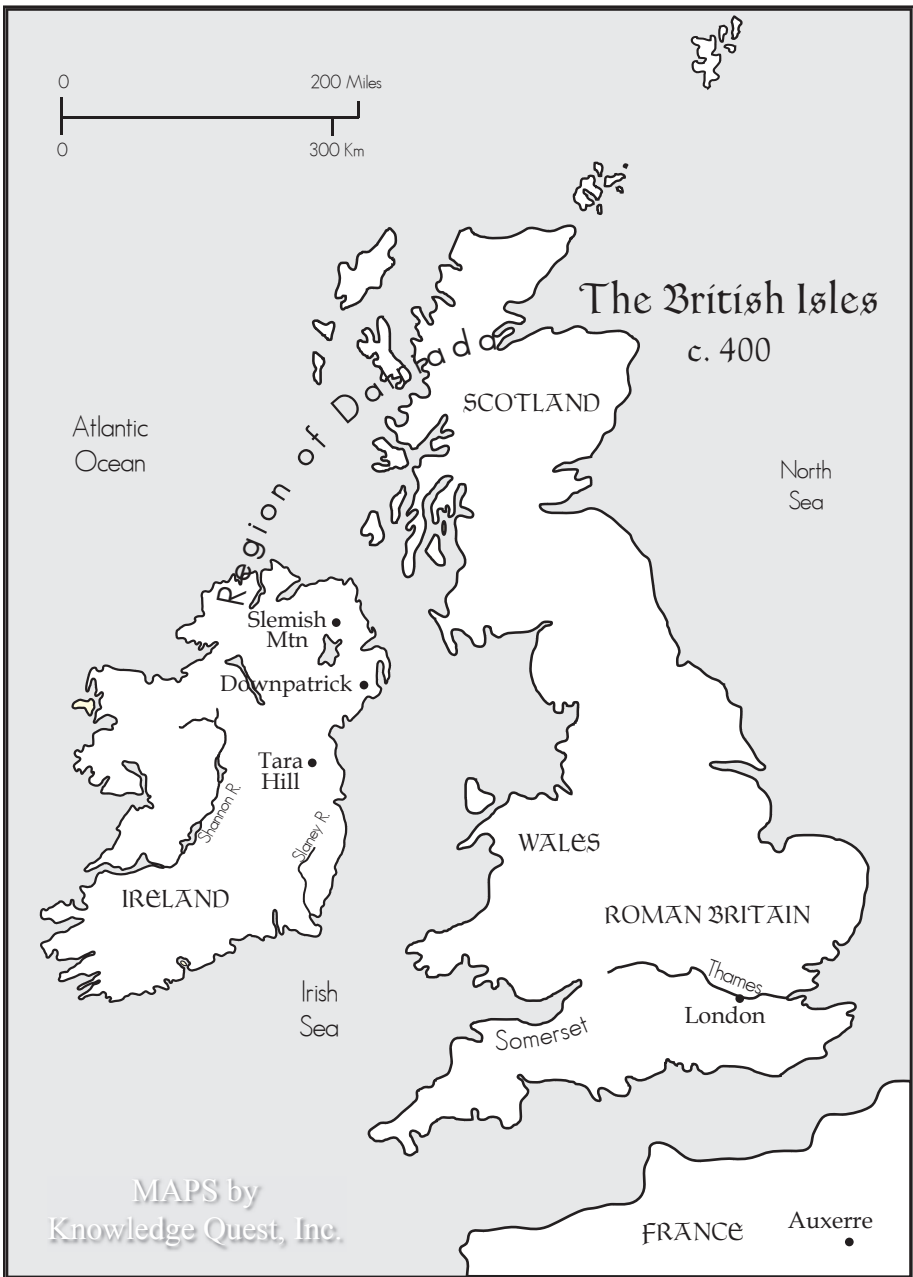 0 200 Miles
0 300 Km
The British Isles
c. 400
Region of Dalriada
SCOTLAND
Atlantic
Ocean
North
Sea
Slemish
Mtn
Downpatrick
Tara
Hill
Shannon R.
Slaney R.
WALES
IRELAND
ROMAN BRITAIN
Thames
London
Irish
Sea
Somerset
MAPS by
Knowledge Quest, Inc.
FRANCE
Auxerre